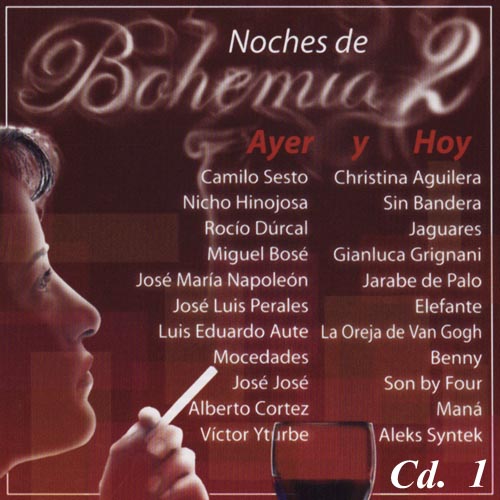 Noches de
Bohemia 2
Ayer y Hoy
Camilo Sesto Christina Aguilera
Nicho Hinojosa Sin Bandera
Rocío Dúrcal Jaguares
Miguel Bosé Gianluca Grignani
José María Napoleón Jarabe de Palo
José Luis Perales Elefante
Luis Eduardo Aute La Oreja de Van Gogh
Mocedades Benny
José José Son by Four
Alberto Cortez Maná
Víctor Yturbe Aleks Syntek
Cd. 1